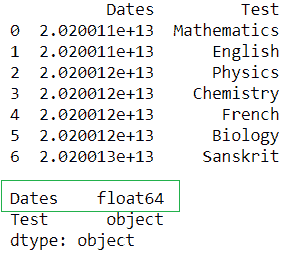 Dates Test
0 2.020011e+13 Mathematics
1 2.020011e+13 English
2 2.020012e+13 Physics
3 2.020012e+13 Chemistry
4 2.020012e+13 French
5 2.020012e+13 Biology
6 2.020013e+13 Sanskrit
Dates float64
Test object
dtype: object